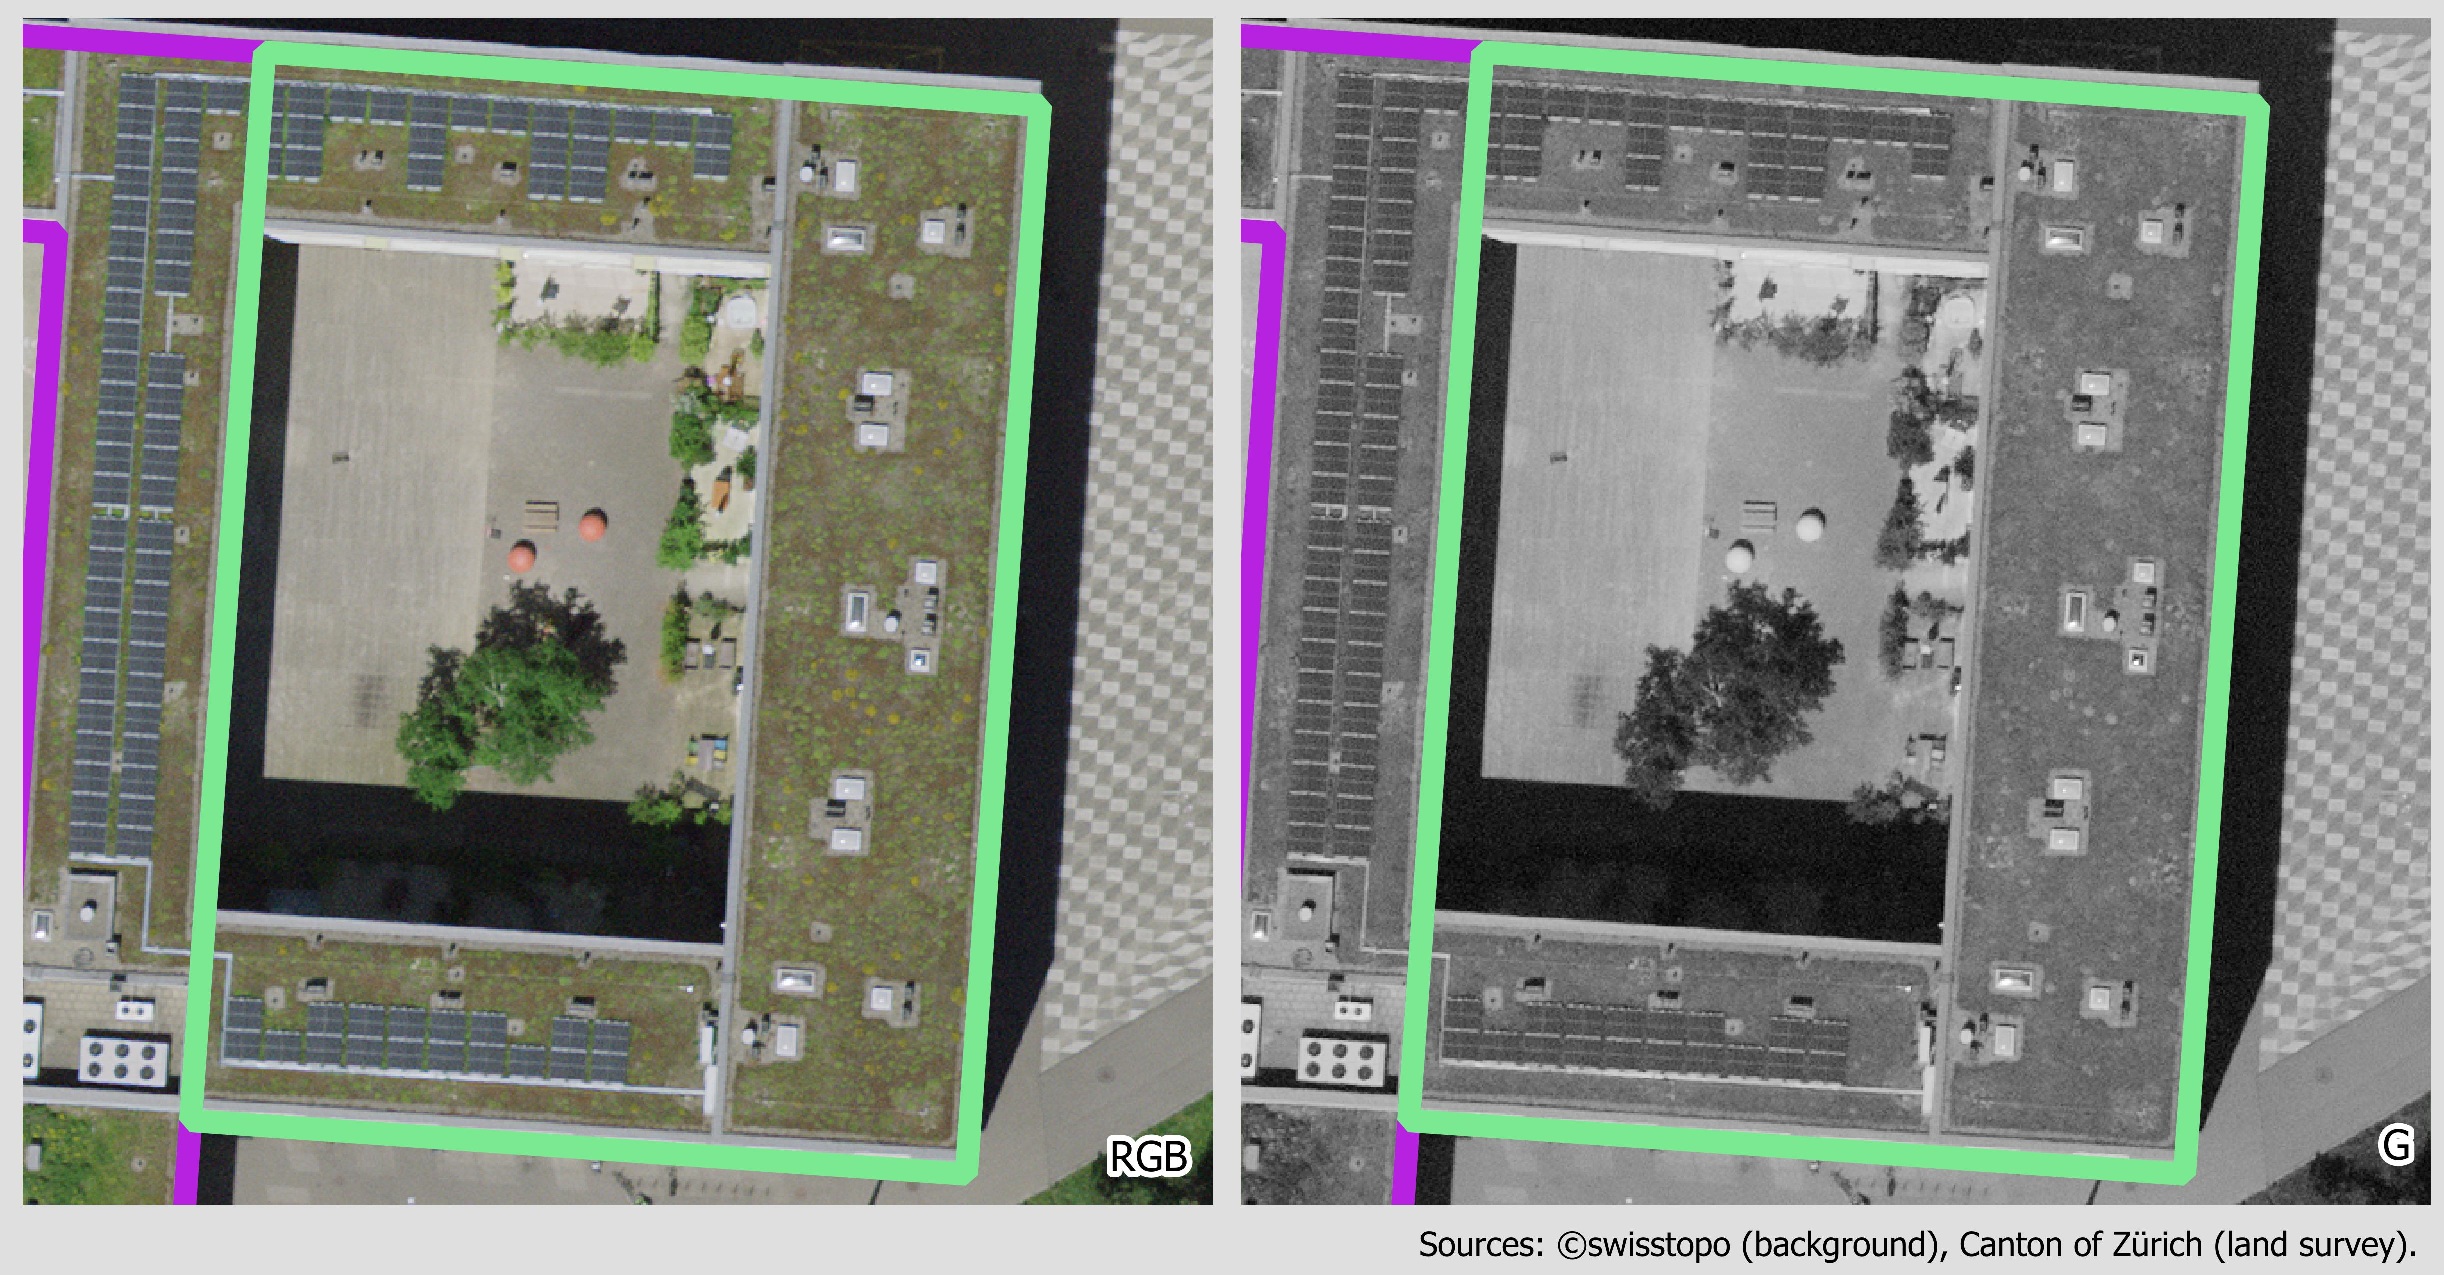 RGB
G
Sources: ©swisstopo (background), Canton of Zürich (land survey).